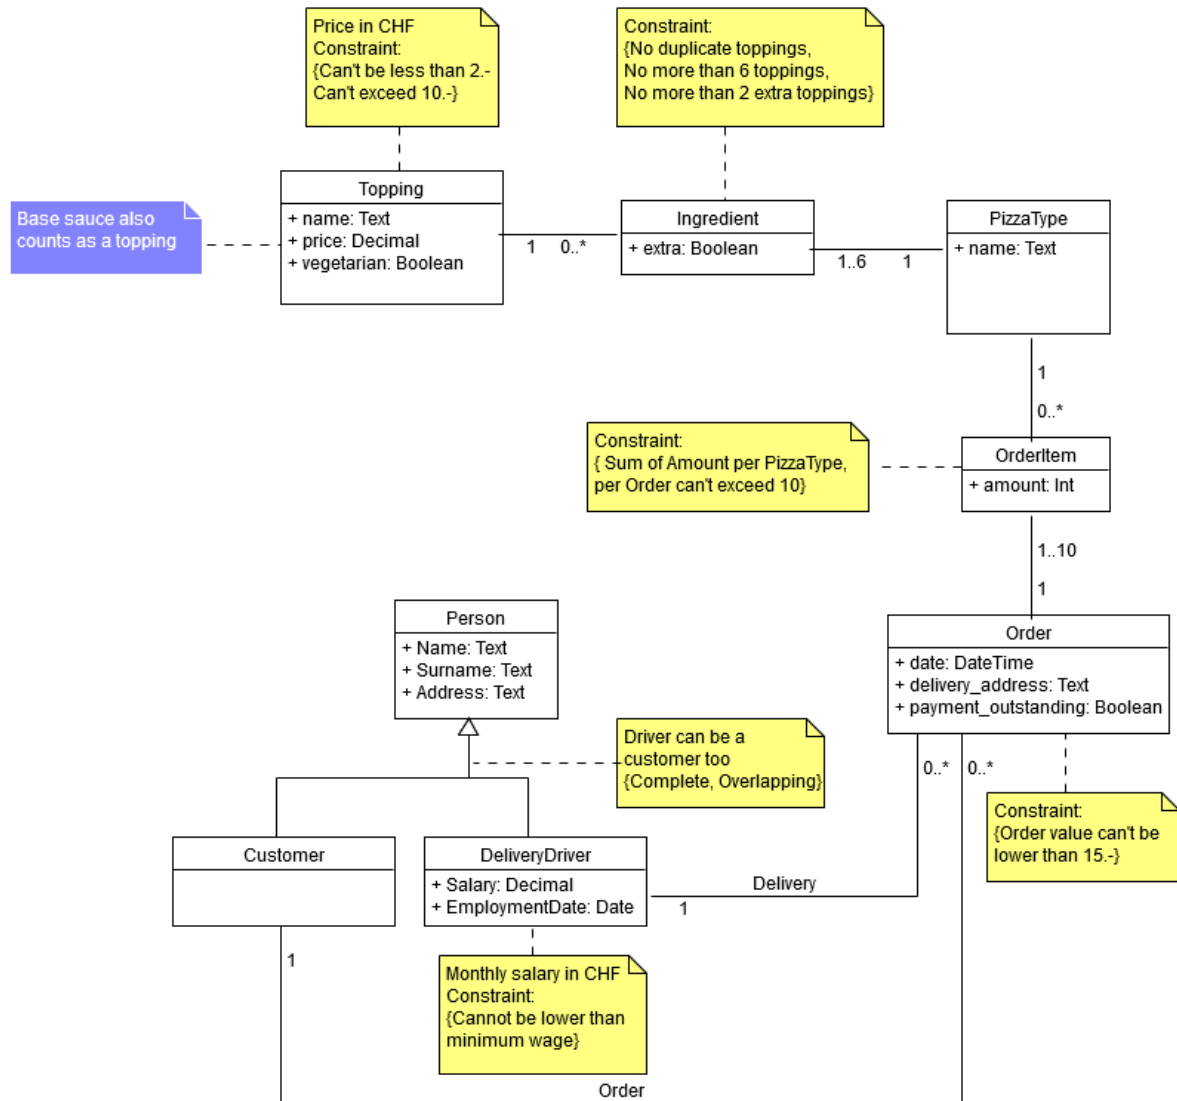 Price in CHF
Constraint:
{Can't be less than 2.-
Can't exceed 10.-}
Constraint:
{No duplicate toppings,
No more than 6 toppings,
No more than 2 extra toppings}
Base sauce also
counts as a topping
Topping
+ name: Text
+ price: Decimal
+ vegetarian: Boolean
1
0..*
Ingredient
+ extra: Boolean
1..6
1
PizzaType
+ name: Text
1
0..*
Constraint:
{ Sum of Amount per PizzaType,
per Order can't exceed 10}
OrderItem
+ amount: Int
1..10
1
Person
+ Name: Text
+ Surname: Text
+ Address: Text
Order
+ date: DateTime
+ delivery_address: Text
+ payment_outstanding: Boolean
Driver can be a
customer too
{Complete, Overlapping}
0..*
0..*
Constraint:
{Order value can't be
lower than 15.-}
Customer
DeliveryDriver
+ Salary: Decimal
+ EmploymentDate: Date
Delivery
1
1
Monthly salary in CHF
Constraint:
{Cannot be lower than
minimum wage}
Order